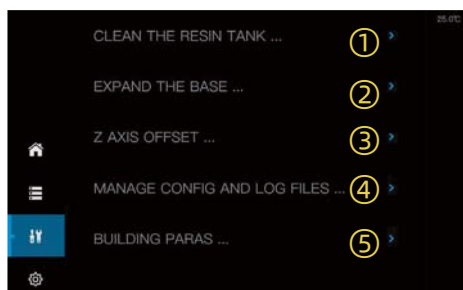 25.0℃
CLEAN THE RESIN TANK ... ①
EXPAND THE BASE ... ②
Z AXIS OFFSET ... ③
MANAGE CONFIG AND LOG FILES ... ④
BUILDING PARAS ... ⑤